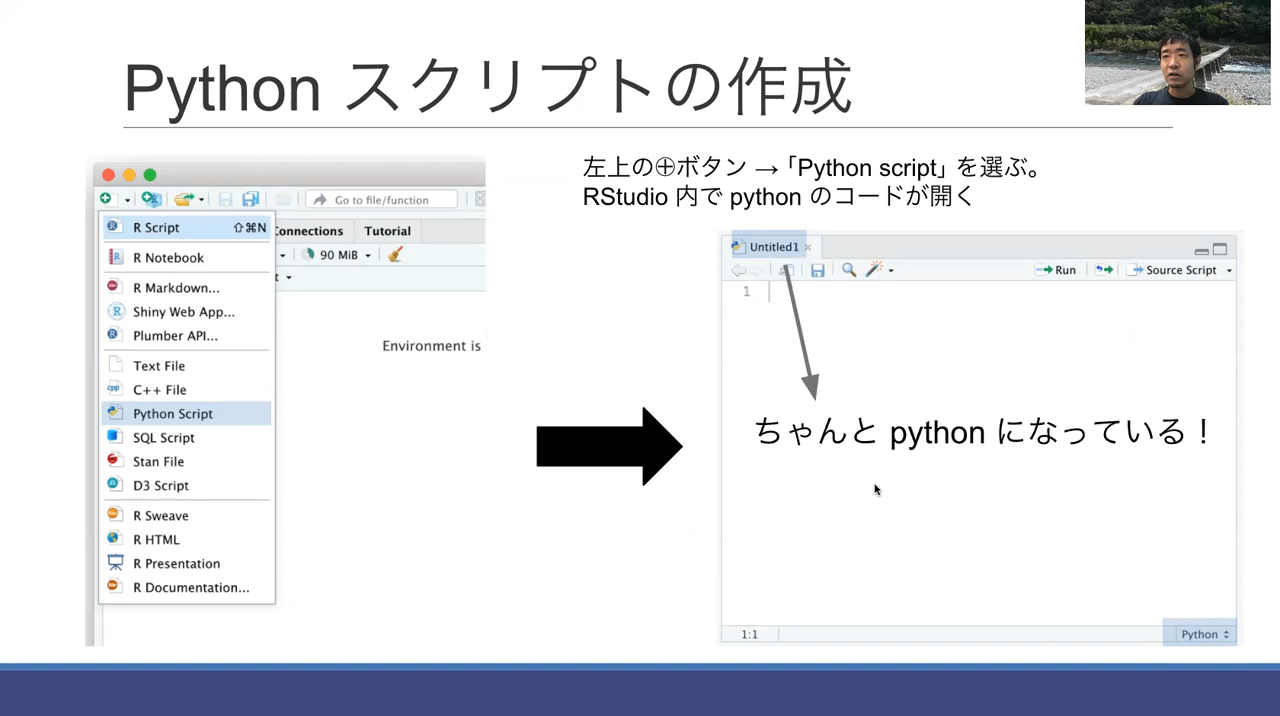 Python スクリプトの作成
左上の㊉ボタン →「Python script」を選ぶ。
RStudio 内で python のコードが開く
Go to file/function
R Script ⇧⌘N
R Notebook
R Markdown...
Shiny Web App...
Plumber API...
Text File
C++ File
Python Script
SQL Script
Stan File
D3 Script
R Sweave
R HTML
R Presentation
R Documentation...
Connections Tutorial
90 MiB
Environment is
Untitled1
Run Source Script
1
ちゃんと python になっている！
1:1 Python